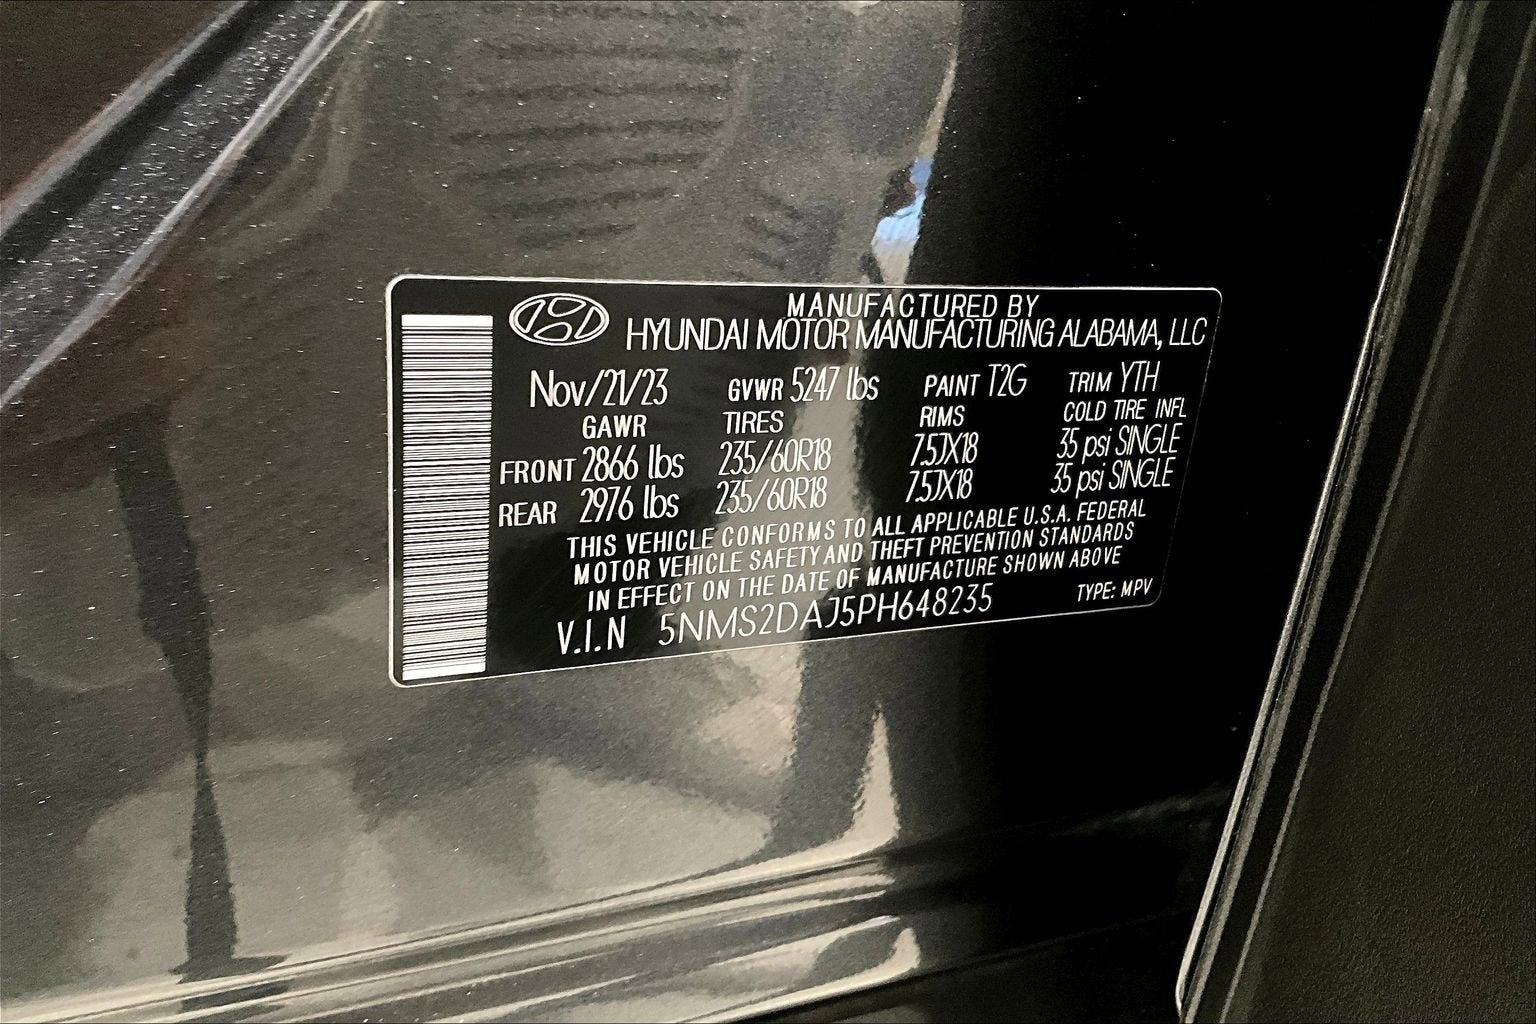 MANUFACTURED BY
HYUNDAI MOTOR MANUFACTURING ALABAMA, LLC
Nov/21/23 GVWR 5247 lbs PAINT T2G TRIM YTH
GAWR TIRES RIMS COLD TIRE INFL
FRONT 2866 lbs 235/60R18 7.5JX18 35 psi SINGLE
REAR 2976 lbs 235/60R18 7.5JX18 35 psi SINGLE
THIS VEHICLE CONFORMS TO ALL APPLICABLE U.S.A. FEDERAL
MOTOR VEHICLE SAFETY AND THEFT PREVENTION STANDARDS
IN EFFECT ON THE DATE OF MANUFACTURE SHOWN ABOVE
V.I.N 5NMS2DAJ5PH648235 TYPE: MPV